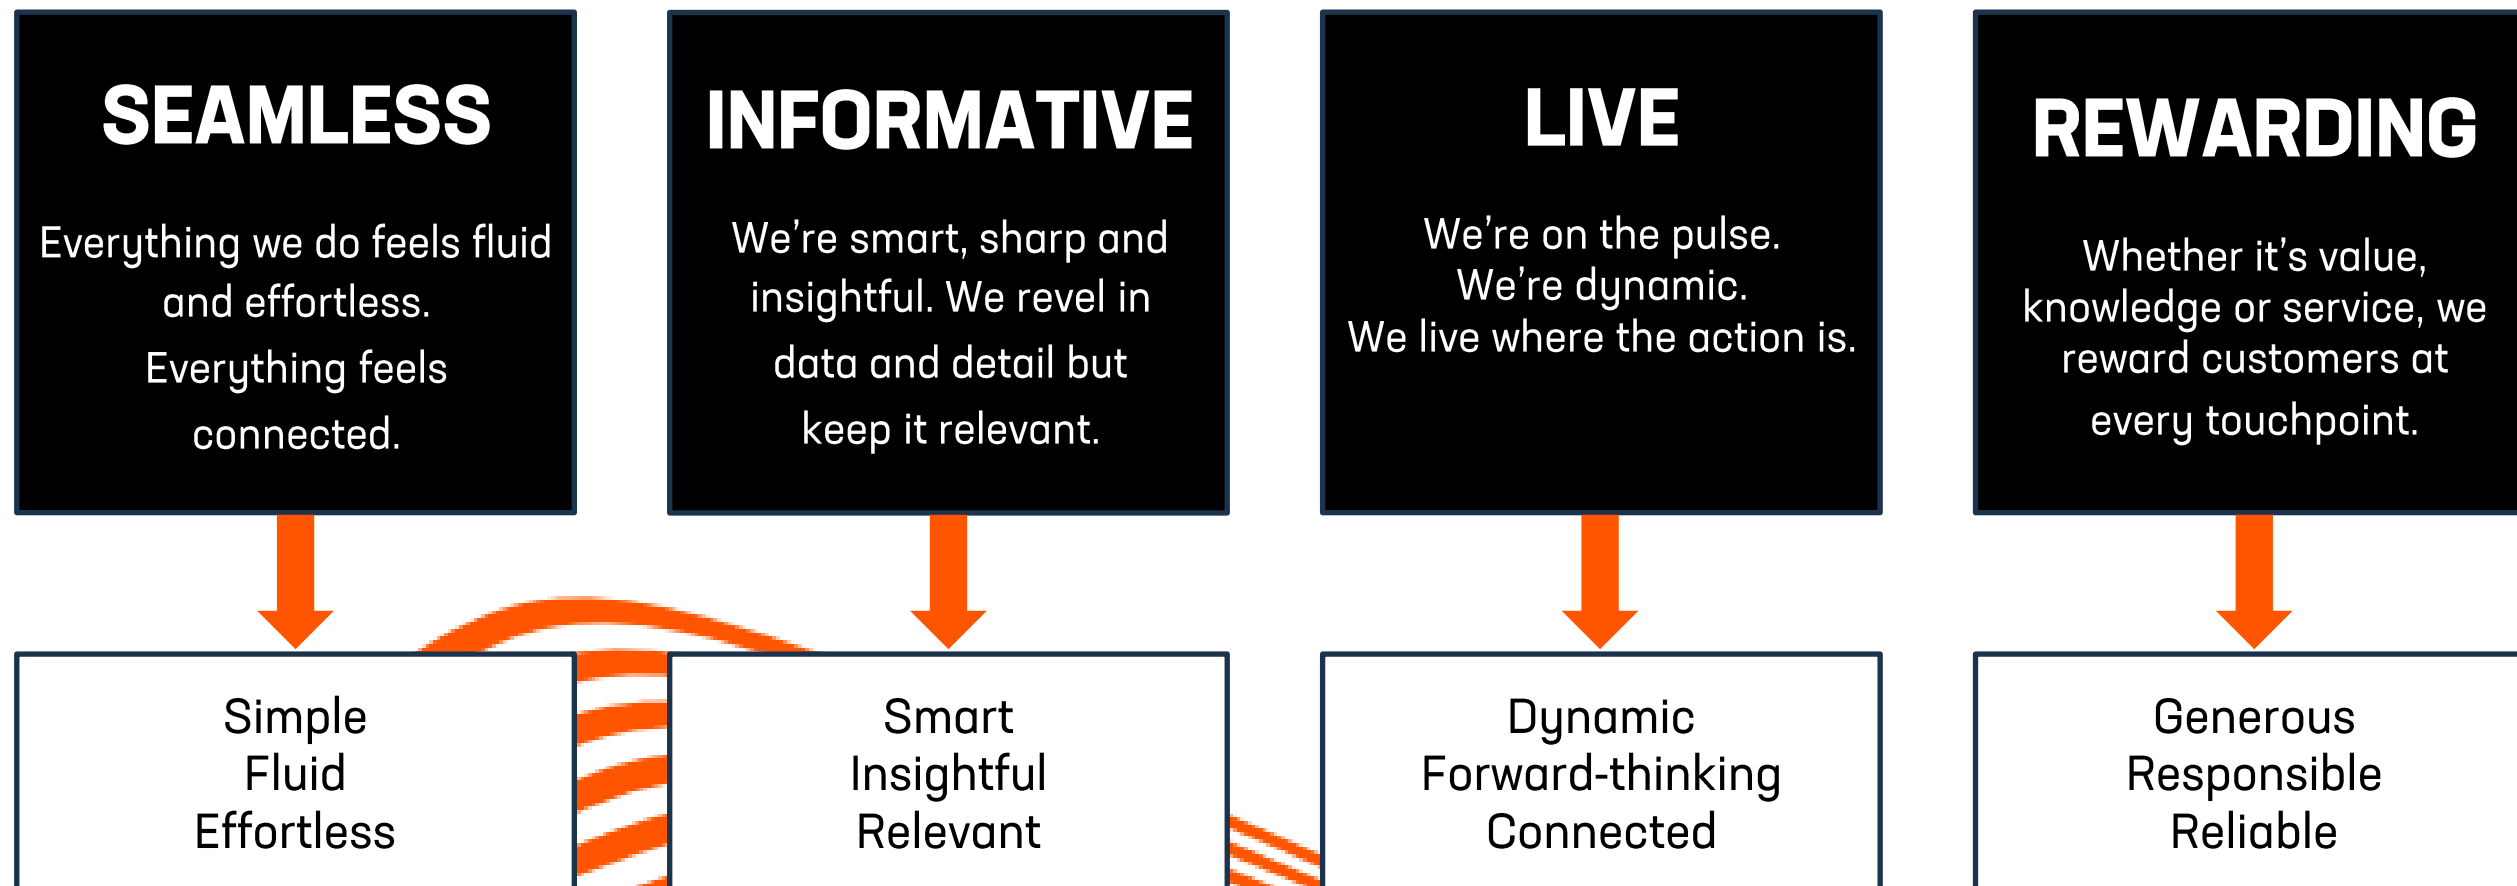 SEAMLESS
Everything we do feels fluid
and effortless.
Everything feels
connected.
INFORMATIVE
We're smart, sharp and
insightful. We revel in
data and detail but
keep it relevant.
LIVE
We're on the pulse.
We're dynamic.
We live where the action is.
REWARDING
Whether it's value,
knowledge or service, we
reward customers at
every touchpoint.
Simple
Fluid
Effortless
Smart
Insightful
Relevant
Dynamic
Forward-thinking
Connected
Generous
Responsible
Reliable